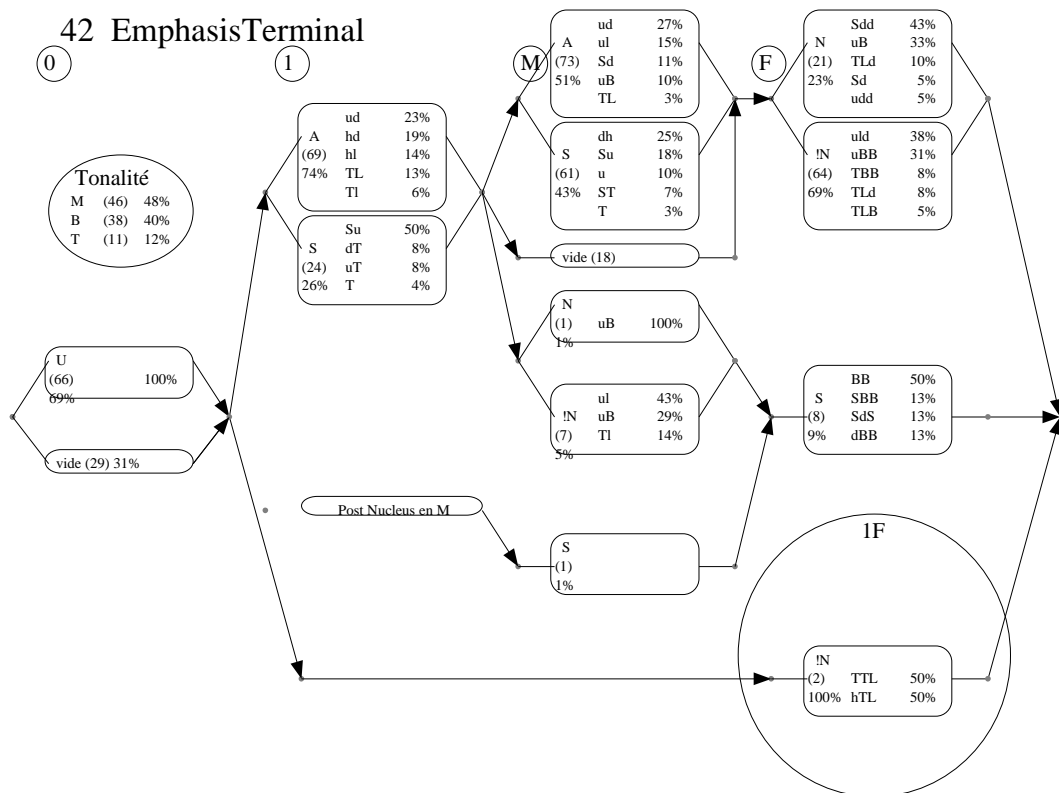 42 EmphasisTerminal
0
1
M
F
Tonalité
M (46) 48%
B (38) 40%
T (11) 12%
U
(66) 100%
69%
vide (29) 31%
ud 23%
A hd 19%
(69) hl 14%
74% TL 13%
Tl 6%
Su 50%
S dT 8%
(24) uT 8%
26% T 4%
Post Nucleus en M
ud 27%
A ul 15%
(73) Sd 11%
51% uB 10%
TL 3%
dh 25%
S Su 18%
(61) u 10%
43% ST 7%
T 3%
vide (18)
N
(1) uB 100%
1%
ul 43%
!N uB 29%
(7) Tl 14%
5%
S
(1)
1%
Sdd 43%
N uB 33%
(21) TLd 10%
23% Sd 5%
udd 5%
uld 38%
!N uBB 31%
(64) TBB 8%
69% TLd 8%
TLB 5%
BB 50%
S SBB 13%
(8) SdS 13%
9% dBB 13%
1F
!N
(2) TTL 50%
100% hTL 50%